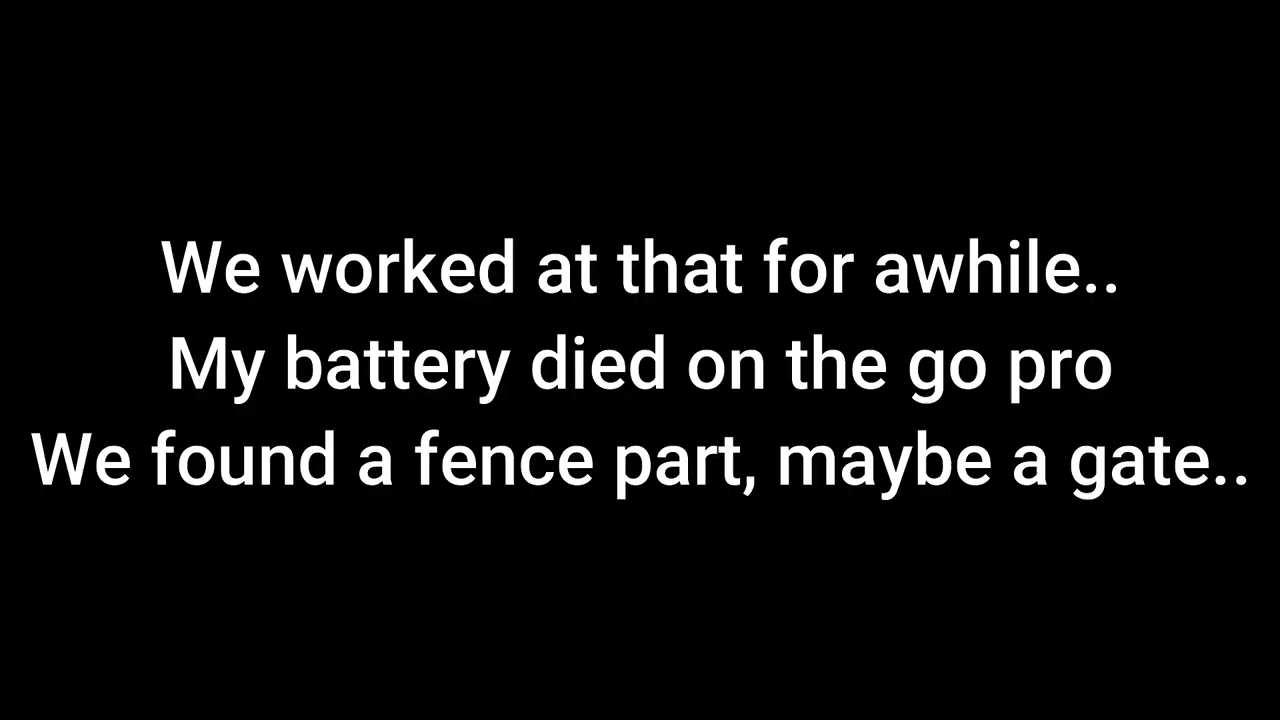 We worked at that for awhile..
My battery died on the go pro
We found a fence part, maybe a gate..